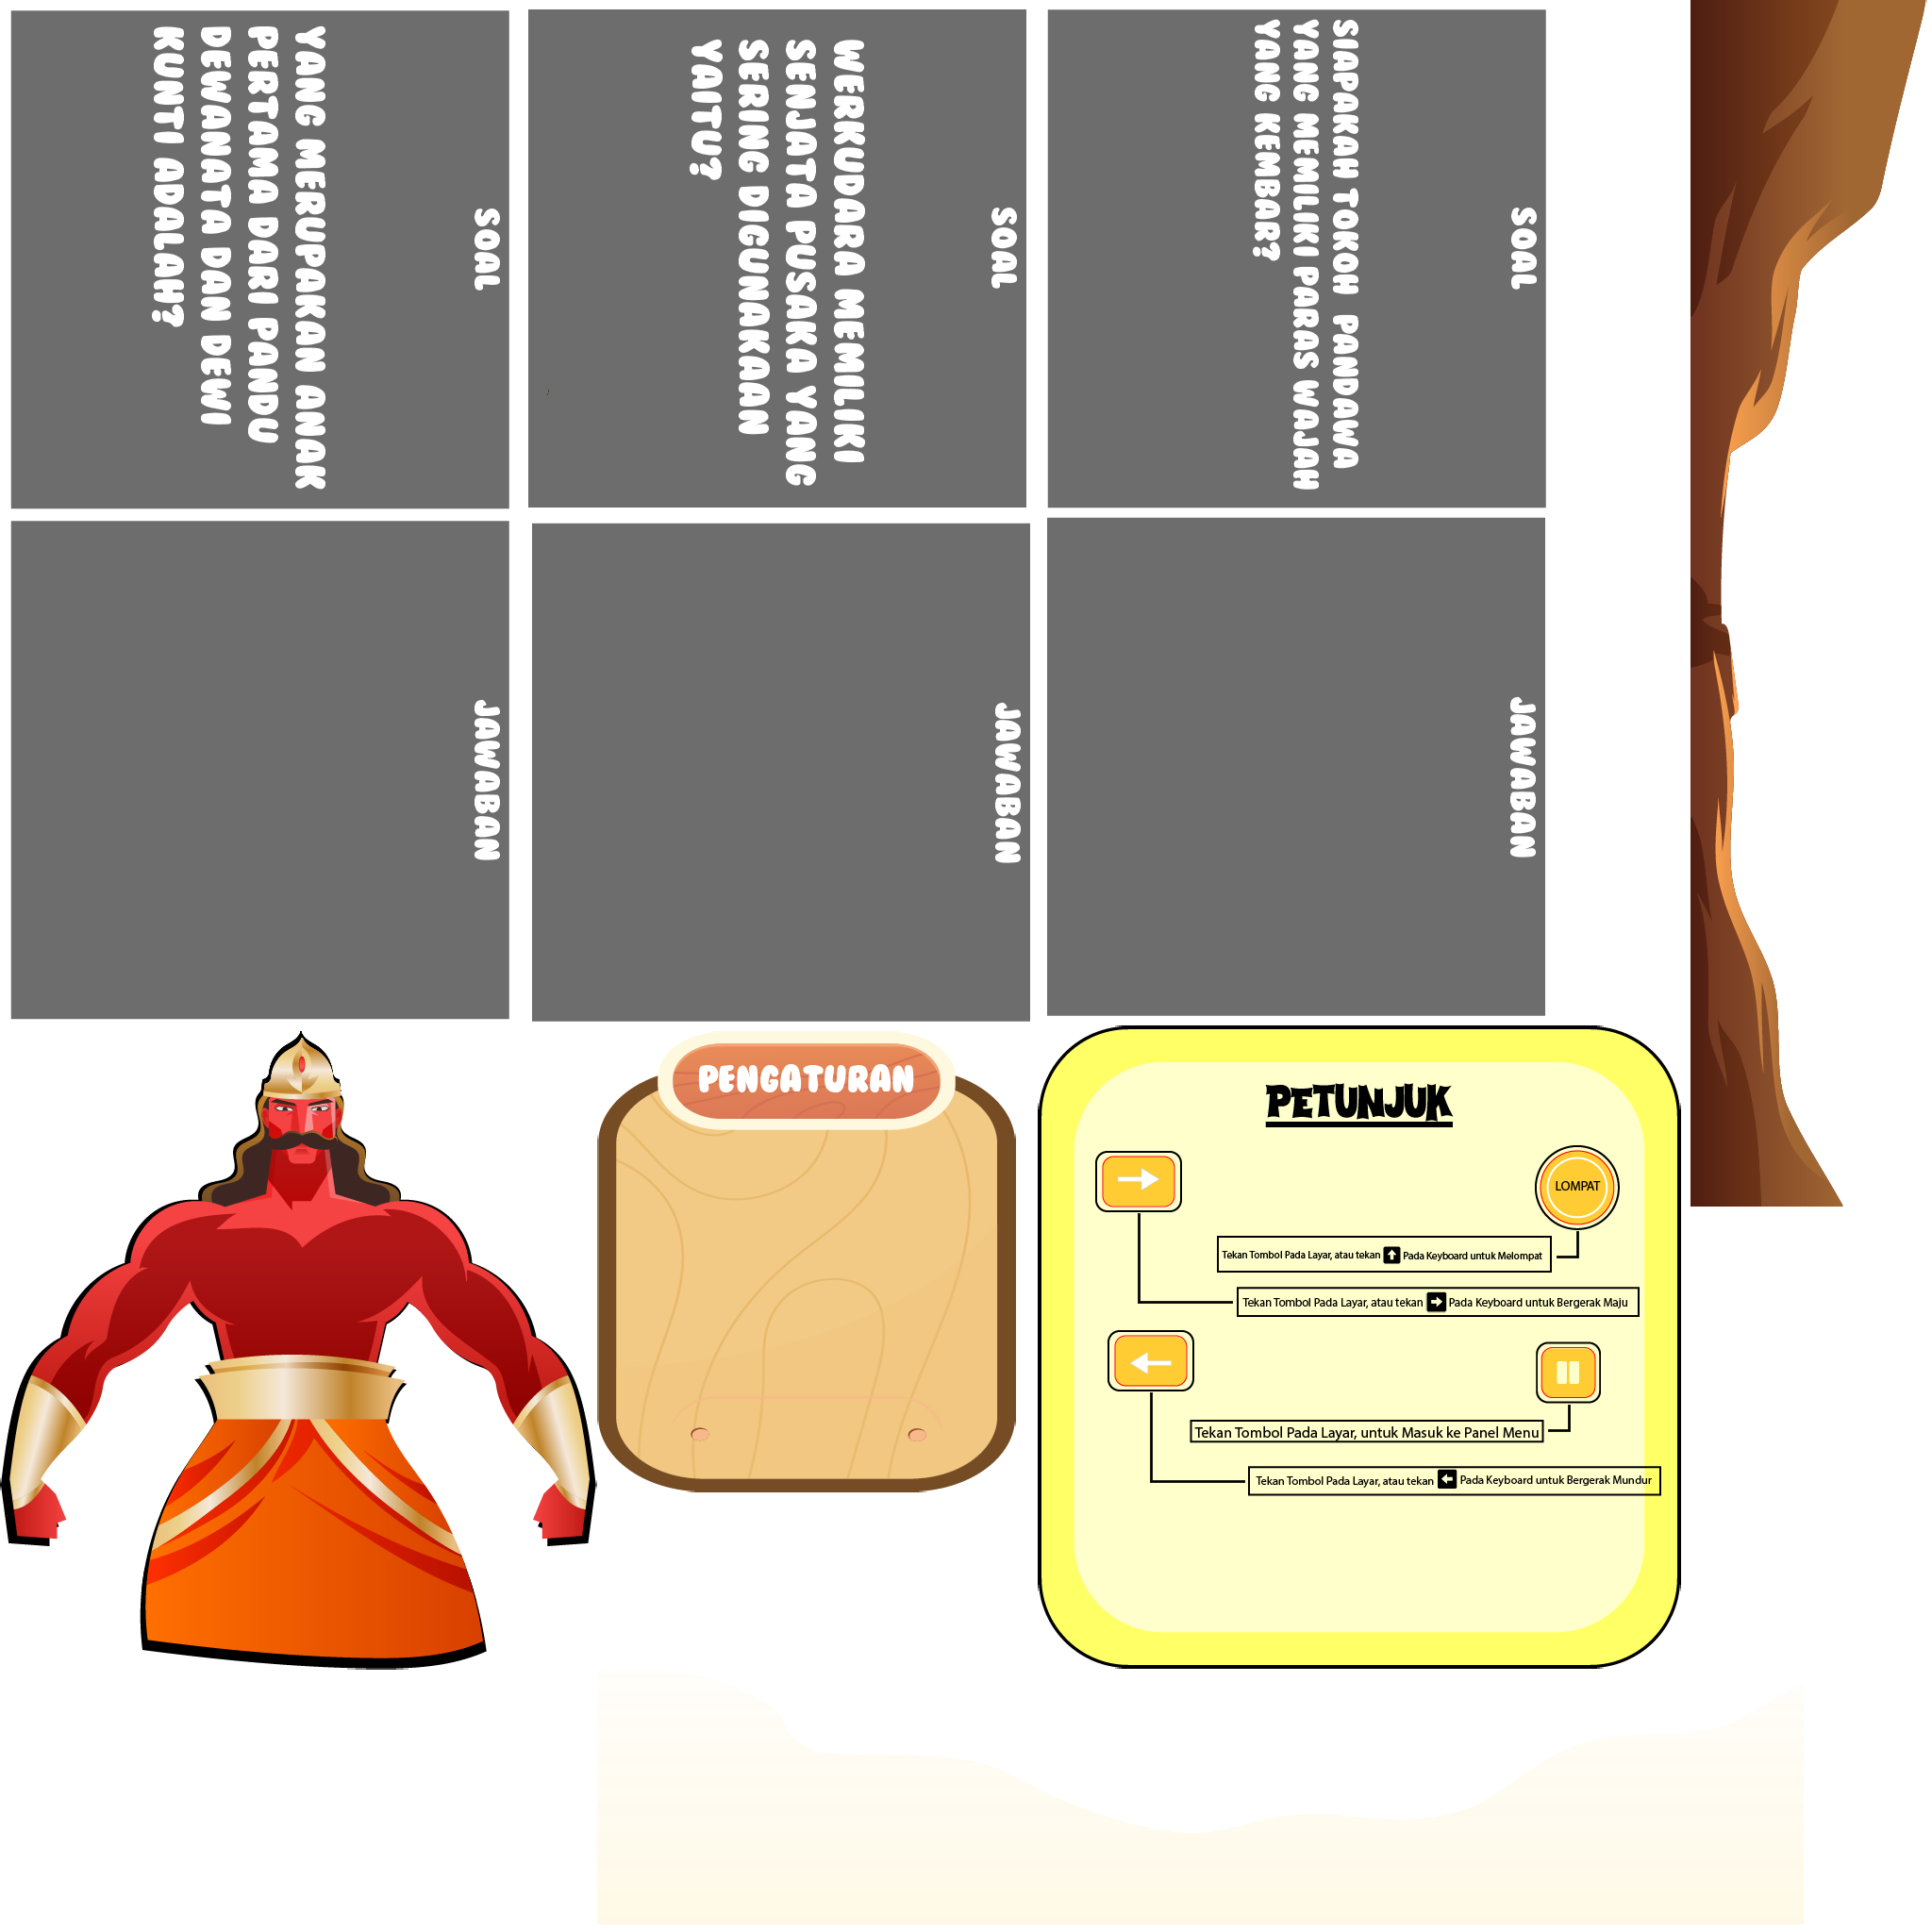 SOAL
YANG MERUPAKAN ANAK
PERTAMA DARI PANDU
DEWANATA DAN DEWI
KUNTI ADALAH?
SOAL
WERKUDARA MEMILIKI
SENJATA PUSAKA YANG
SERING DIGUNAKAAN
YAITU?
SOAL
SIAPAKAH TOKOH PANDAWA
YANG MEMILIKI PARAS WAJAH
YANG KEMBAR?
JAWABAN
JAWABAN
JAWABAN
PENGATURAN
PETUNJUK
LOMPAT
Tekan Tombol Pada Layar, atau tekan Pada Keyboard untuk Melompat
Tekan Tombol Pada Layar, atau tekan Pada Keyboard untuk Bergerak Maju
Tekan Tombol Pada Layar, untuk Masuk ke Panel Menu
Tekan Tombol Pada Layar, atau tekan Pada Keyboard untuk Bergerak Mundur